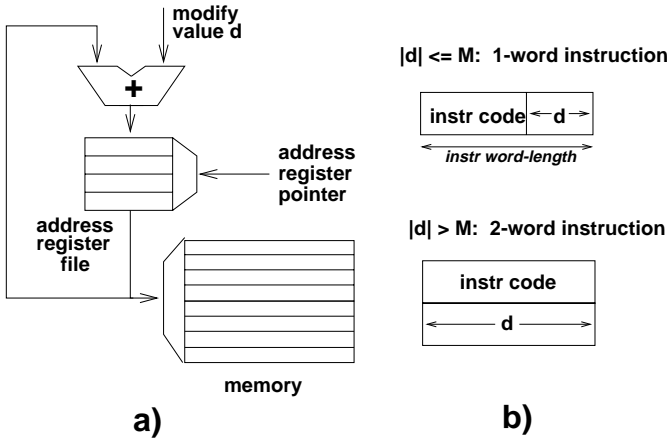 modify
value d
+
address
register
pointer
address
register
file
memory
a)
|d| <= M: 1-word instruction
instr code
d
instr word-length
|d| > M: 2-word instruction
instr code
d
b)